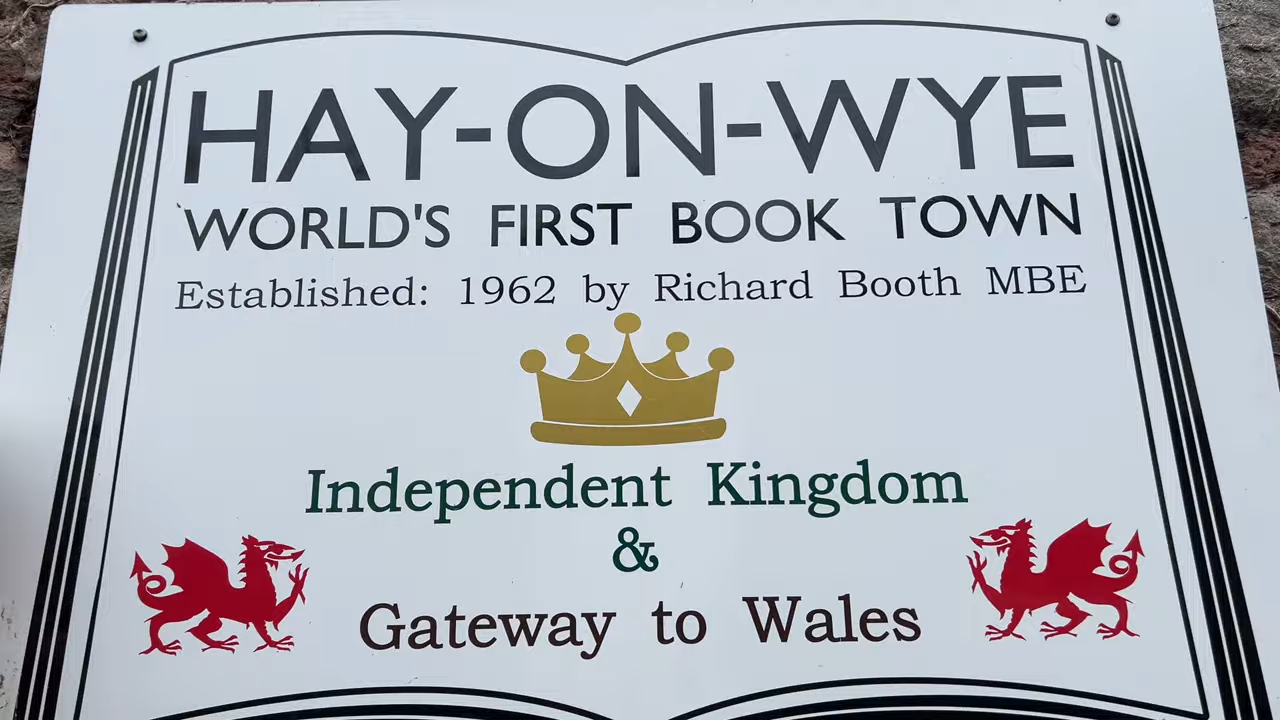 HAY-ON-WYE
WORLD'S FIRST BOOK TOWN
Established: 1962 by Richard Booth MBE
Independent Kingdom
&
Gateway to Wales